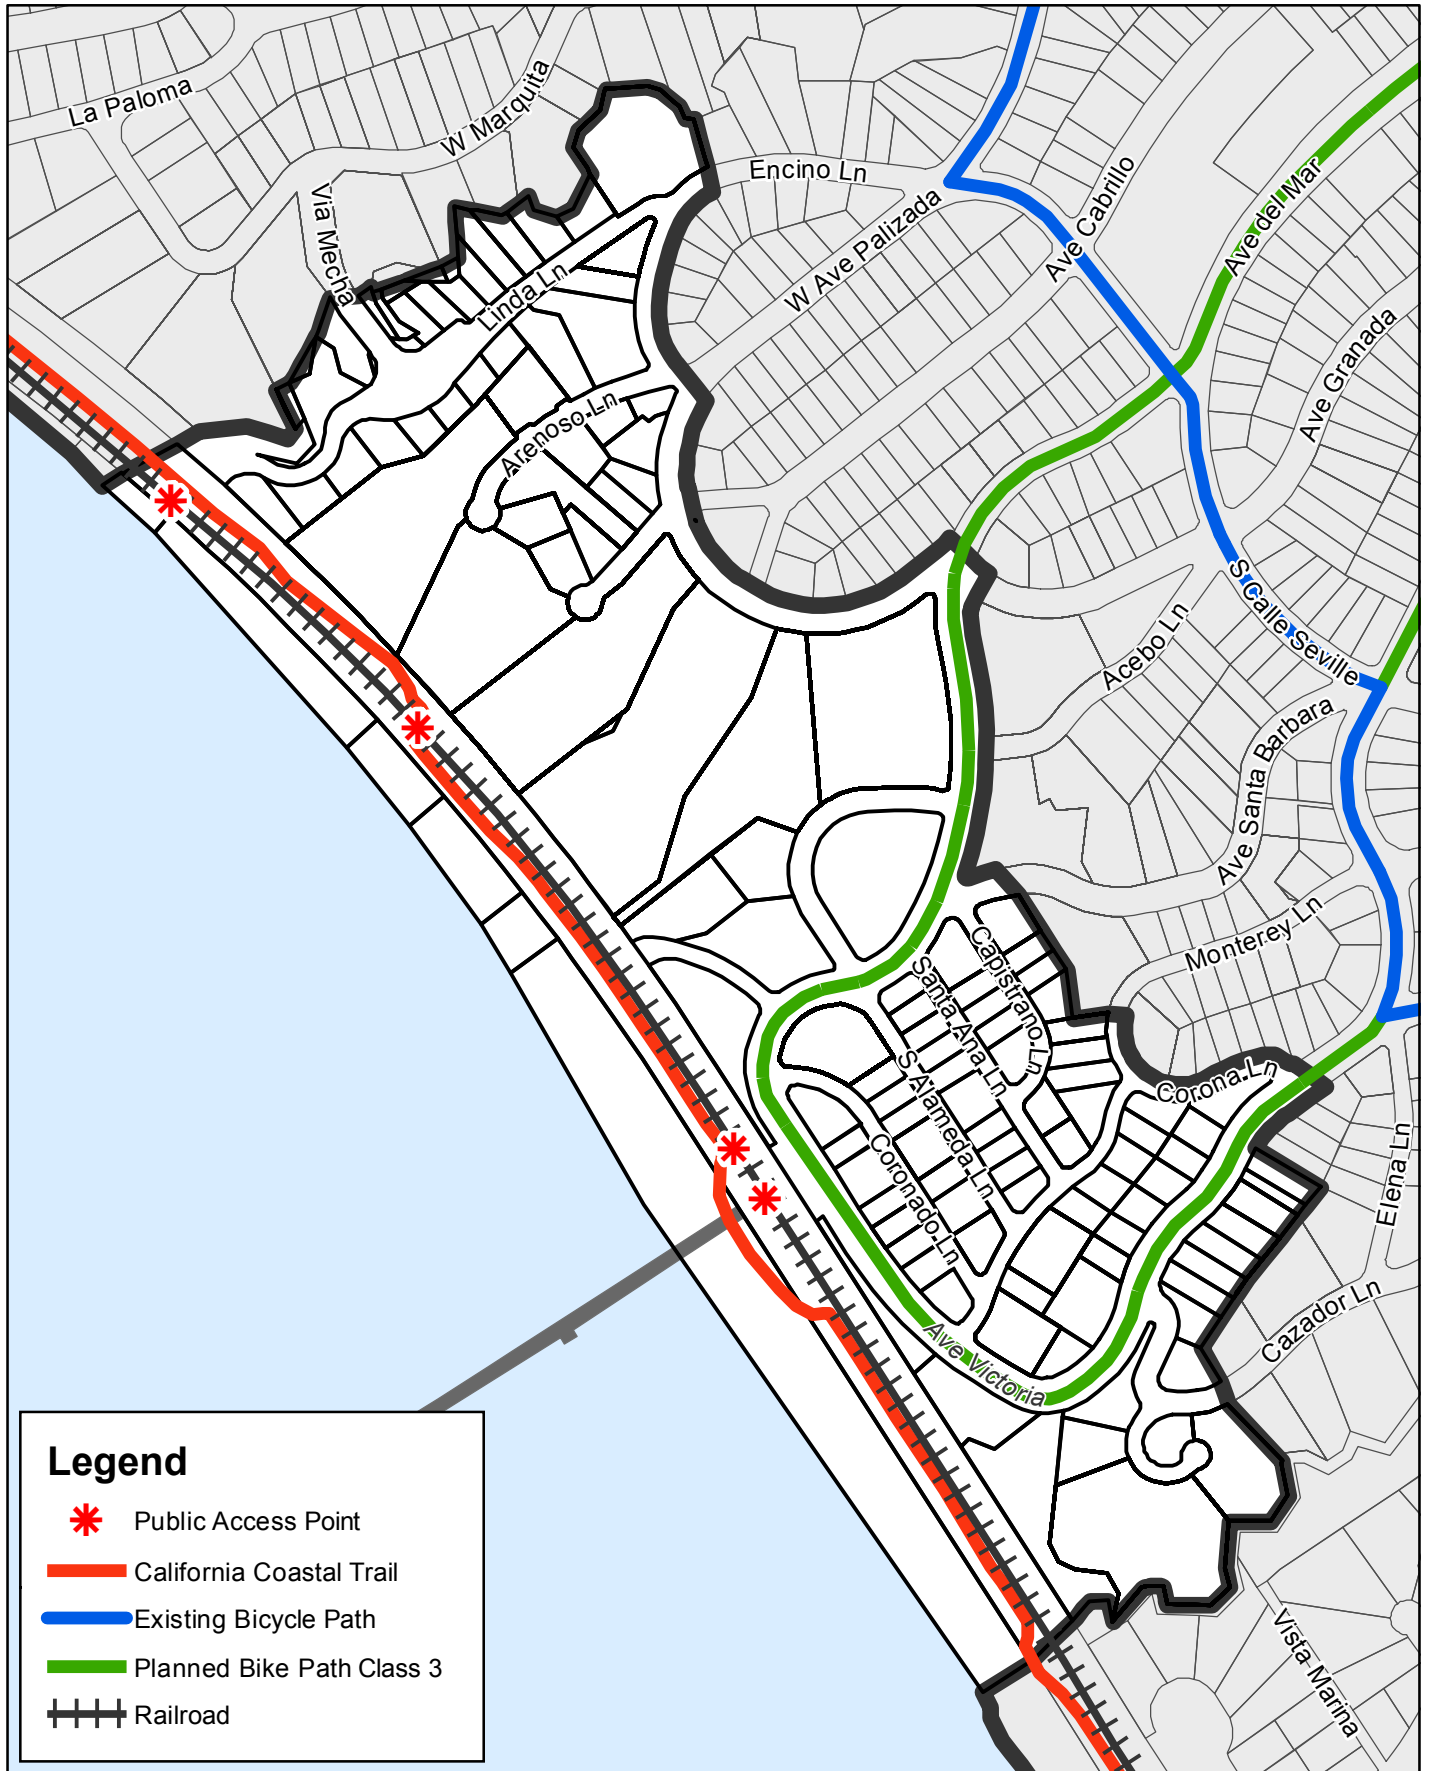 La Paloma
W Marquita
Via Mecha
Encino Ln
W Ave Palizada
Ave Cabrillo
Ave del Mar
Linda Ln
Ave Granada
Arenoso Ln
S Calle Seville
Acebo Ln
Ave Santa Barbara
Monterey Ln
Capistrano Ln
Santa Ana Ln
S Alameda Ln
Corona Ln
Coronado Ln
Elena Ln
Cazador Ln
Ave Victoria
Vista Marina
Legend
Public Access Point
California Coastal Trail
Existing Bicycle Path
Planned Bike Path Class 3
Railroad